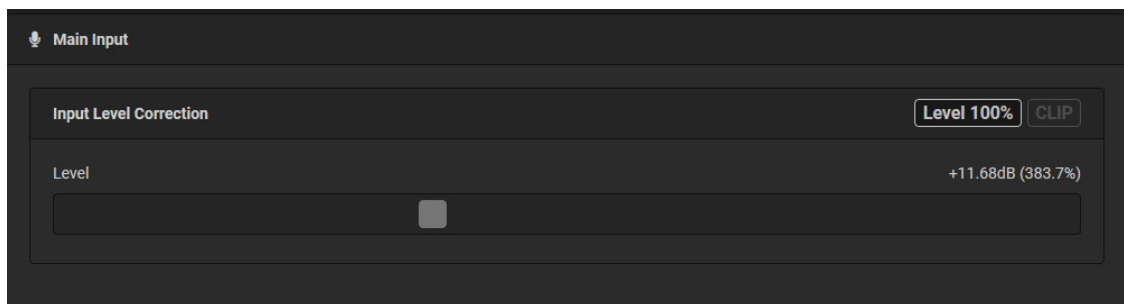 Main Input
Input Level Correction
Level 100%
CLIP
Level
+11.68dB (383.7%)